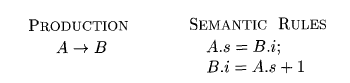 PRODUCTION SEMANTIC RULES
A → B A.s = B.i;
B.i = A.s + 1